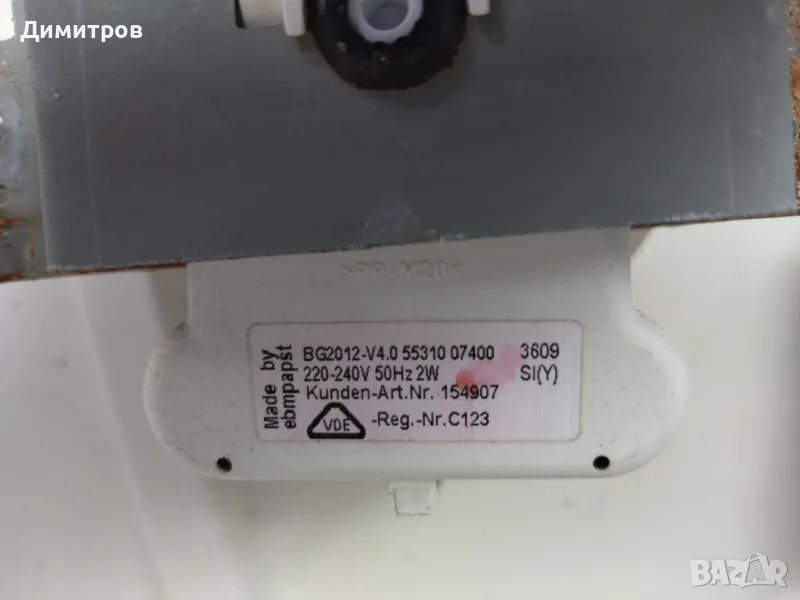 Димитров
>PP-M20<
Made by
ebmpapst
BG2012-V4.0 55310 07400 3609
220-240V 50Hz 2W SI(Y)
Kunden-Art.Nr. 154907
VDE -Reg.-Nr.C123
BAZAR